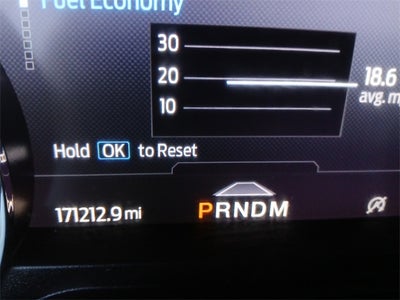 Fuel Economy
30
20
10
18.6
avg.
Hold OK to Reset
171212.9 mi
PRNDM